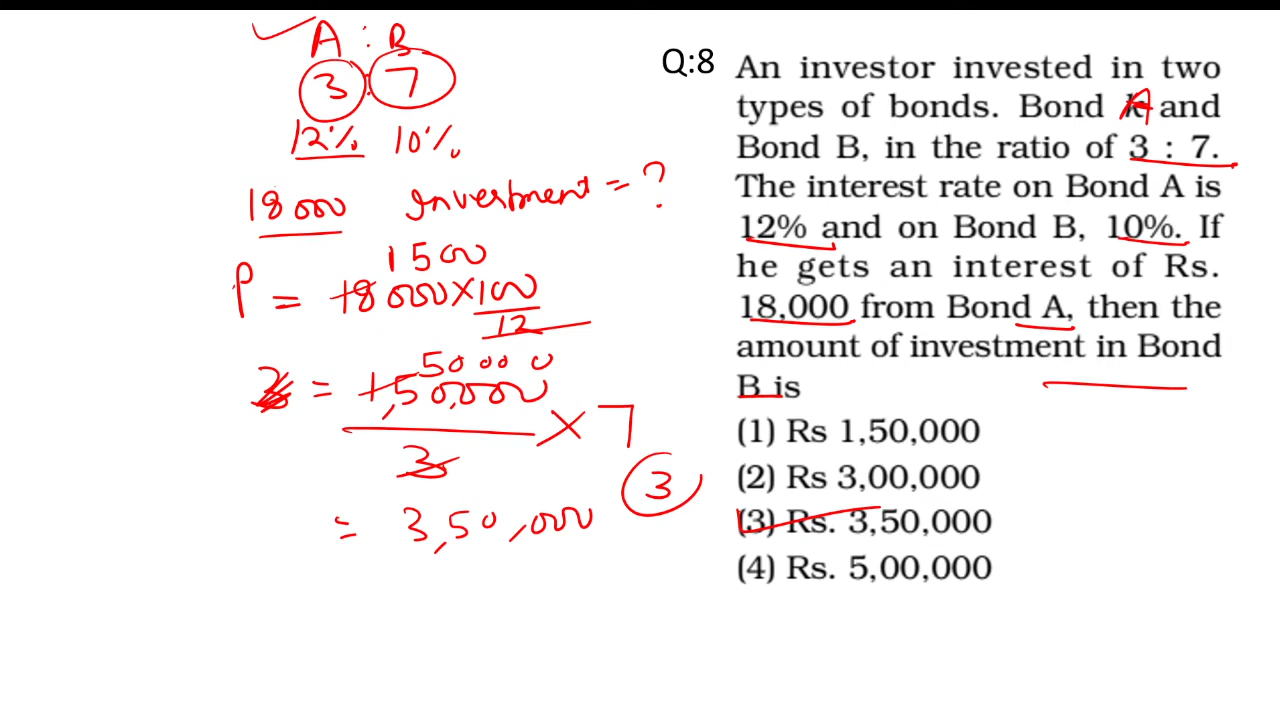 A : B
3 : 7
12% 10%
18000 Investment = ?
1500
P = 18000 × 100
12
50000
= 1,50,000 × 7
3
3
= 3,50,000
Q:8 An investor invested in two
types of bonds. Bond A and
Bond B, in the ratio of 3 : 7.
The interest rate on Bond A is
12% and on Bond B, 10%. If
he gets an interest of Rs.
18,000 from Bond A, then the
amount of investment in Bond
B is
(1) Rs 1,50,000
(2) Rs 3,00,000
(3) Rs. 3,50,000
(4) Rs. 5,00,000